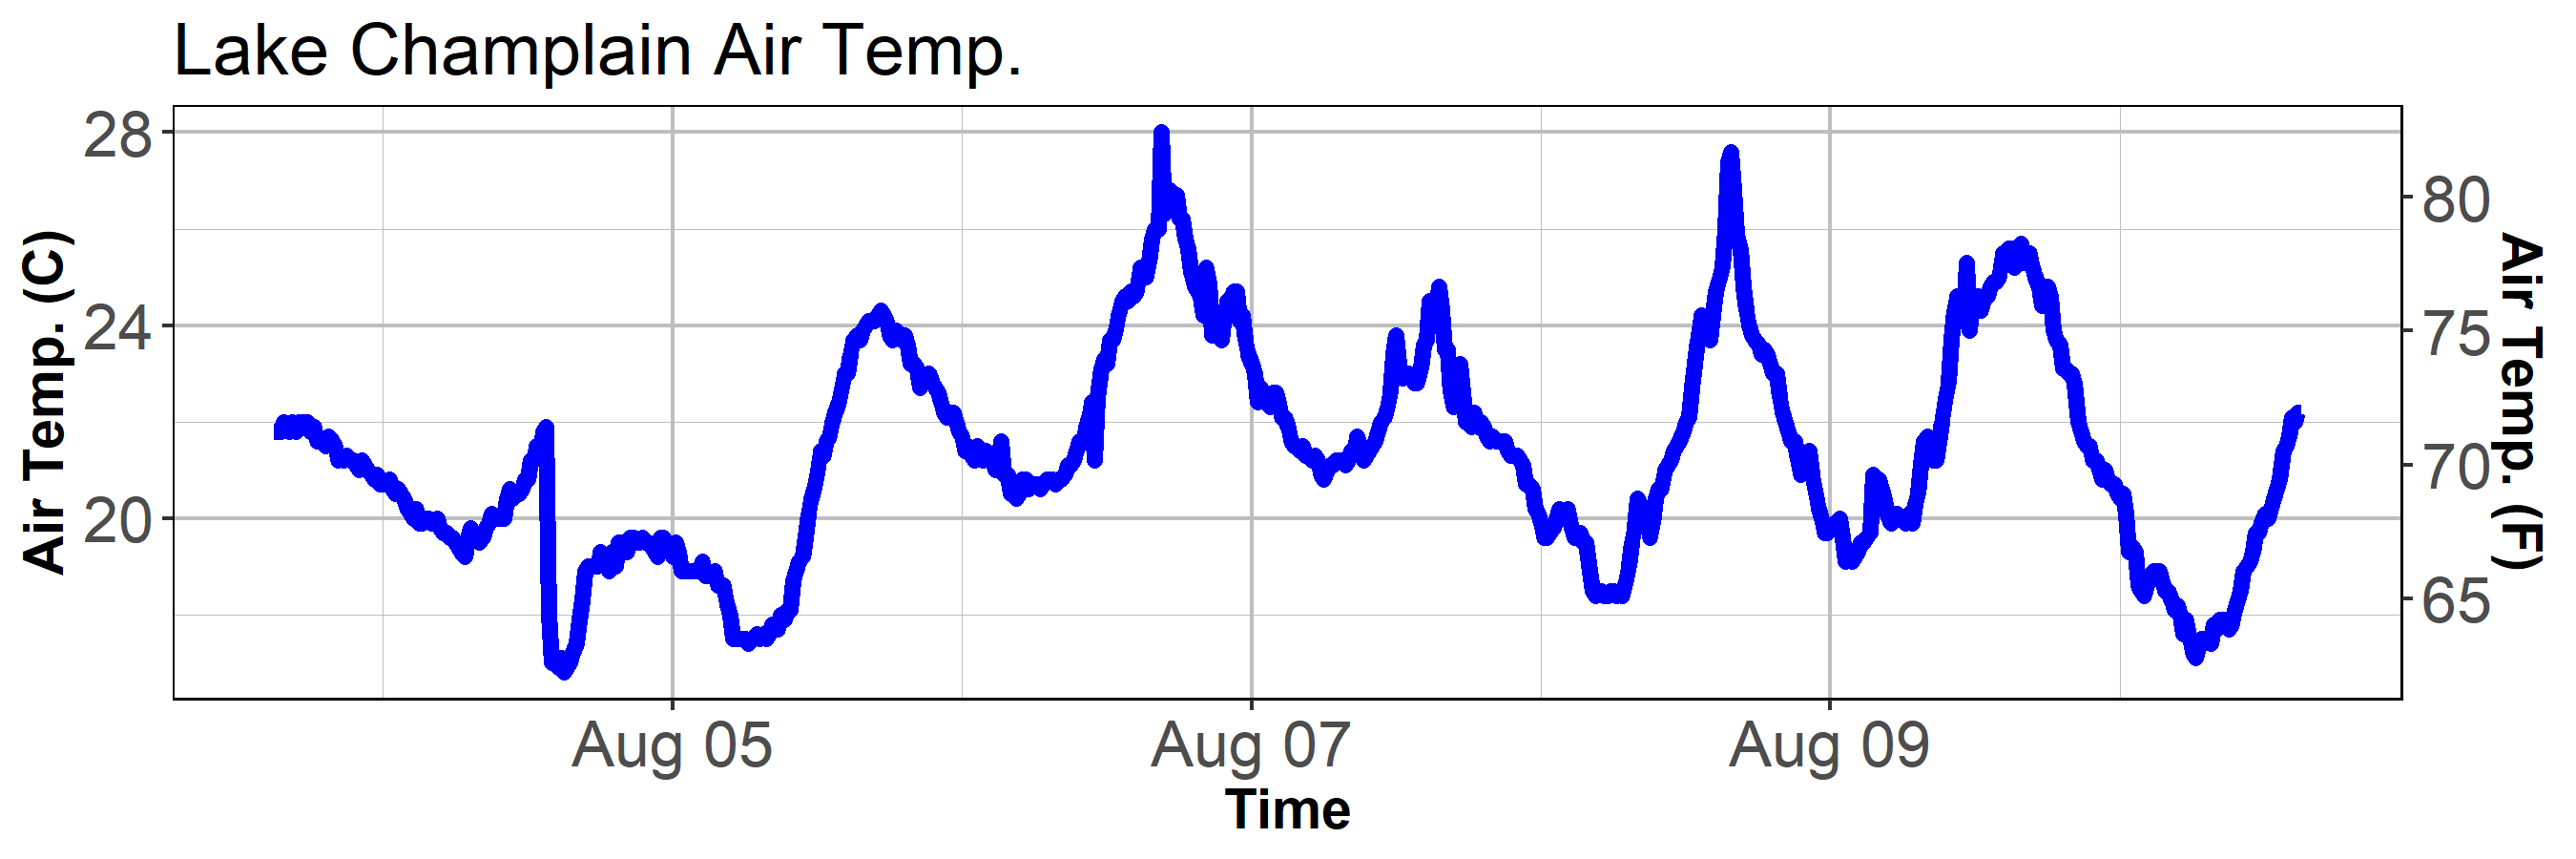 Lake Champlain Air Temp.
28
24
20
Air Temp. (C)
80
75
70
65
Air Temp. (F)
Aug 05
Aug 07
Aug 09
Time